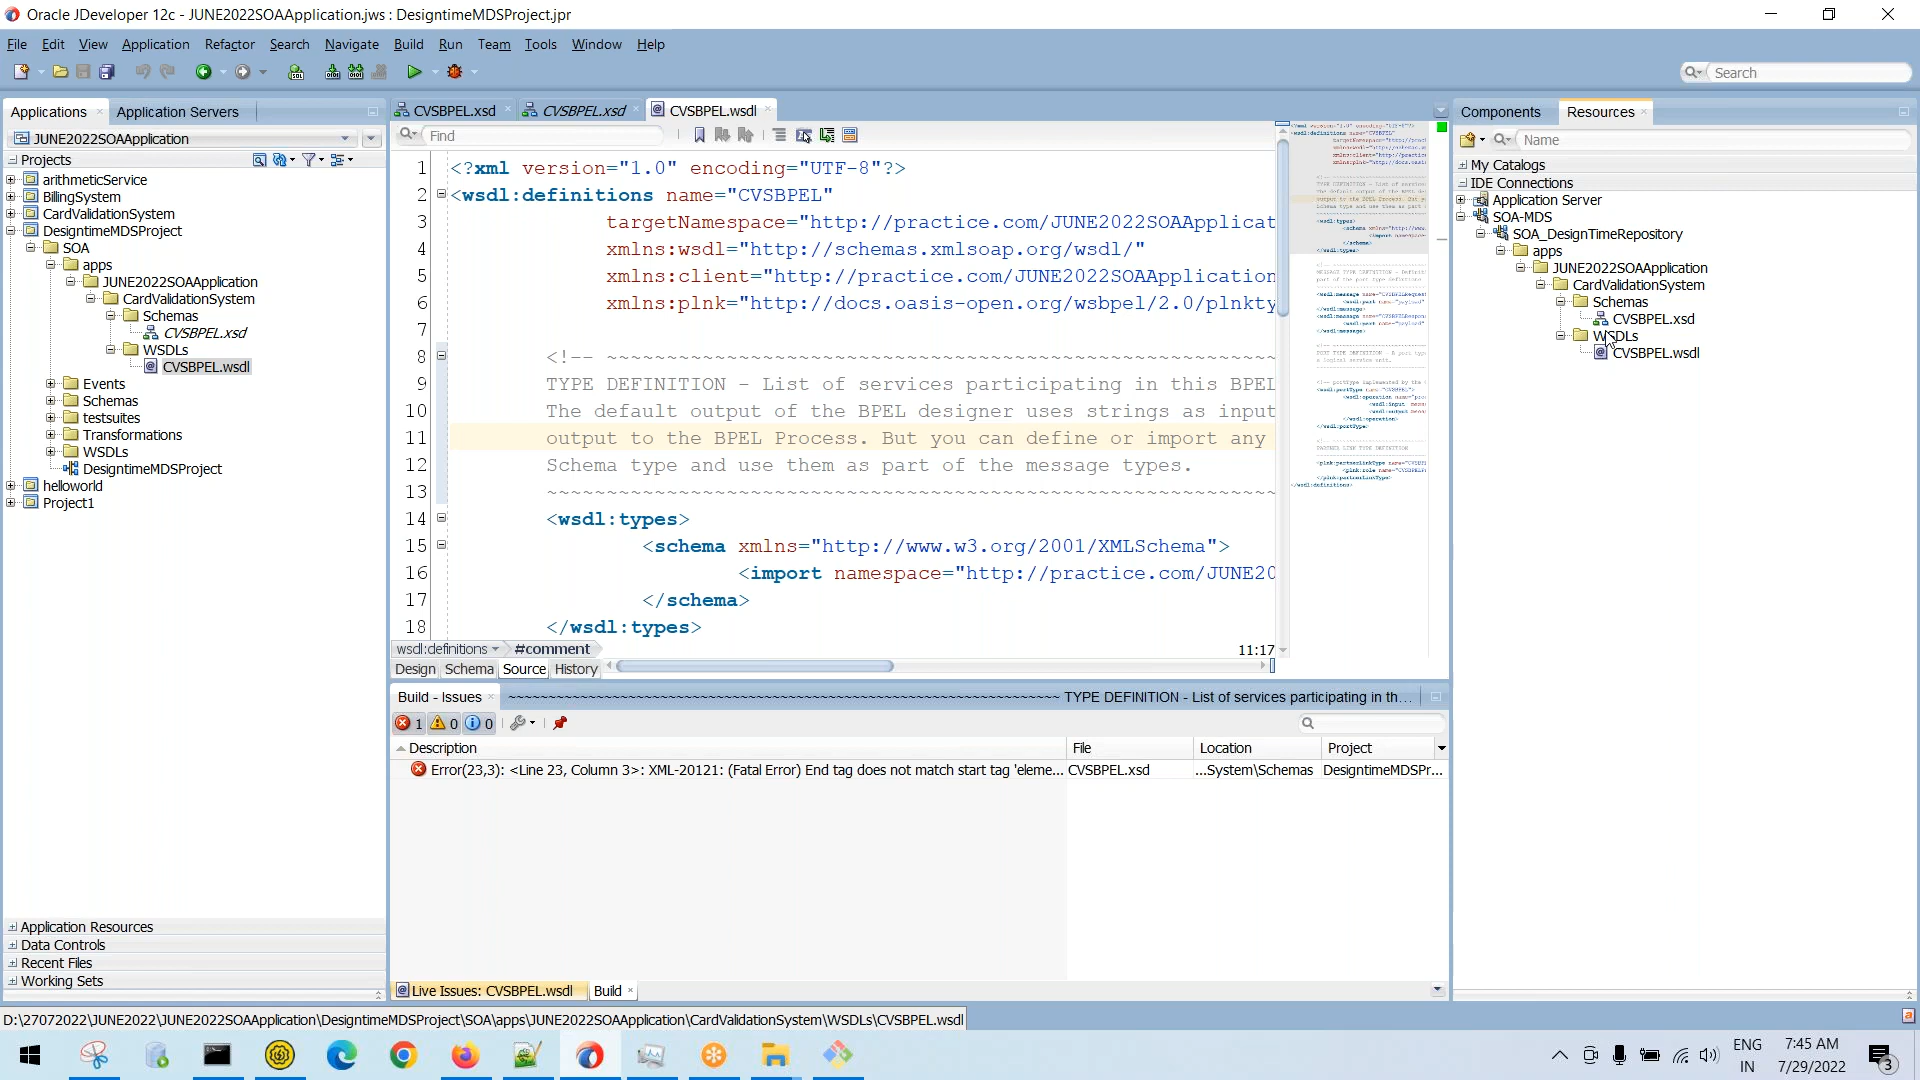 Oracle JDeveloper 12c - JUNE2022SOAApplication.jws : DesigntimeMDSProject.jpr
File Edit View Application Refactor Search Navigate Build Run Team Tools Window Help
Search
Applications Application Servers
JUNE2022SOAApplication
Projects
arithmeticService
BillingSystem
CardValidationSystem
DesigntimeMDSProject
SOA
apps
JUNE2022SOAApplication
CardValidationSystem
Schemas
CVSBPEL.xsd
WSDLs
CVSBPEL.wsdl
Events
Schemas
testsuites
Transformations
WSDLs
DesigntimeMDSProject
helloworld
Project1
Application Resources
Data Controls
Recent Files
Working Sets
CVSBPEL.xsd CVSBPEL.xsd CVSBPEL.wsdl
Find
1 <?xml version="1.0" encoding="UTF-8"?>
2 <wsdl:definitions name="CVSBPEL"
3 targetNamespace="http://practice.com/JUNE2022SOAApplicat
4 xmlns:wsdl="http://schemas.xmlsoap.org/wsdl/"
5 xmlns:client="http://practice.com/JUNE2022SOAApplication
6 xmlns:plnk="http://docs.oasis-open.org/wsbpel/2.0/plnkty
7
8 <!-- ~~~~~~~~~~~~~~~~~~~~~~~~~~~~~~~~~~~~~~~~~~~~~~~~~~~~~~~~
9 TYPE DEFINITION - List of services participating in this BPEL
10 The default output of the BPEL designer uses strings as input
11 output to the BPEL Process. But you can define or import any
12 Schema type and use them as part of the message types.
13 ~~~~~~~~~~~~~~~~~~~~~~~~~~~~~~~~~~~~~~~~~~~~~~~~~~~~~~~~~~~~~
14 <wsdl:types>
15 <schema xmlns="http://www.w3.org/2001/XMLSchema">
16 <import namespace="http://practice.com/JUNE20
17 </schema>
18 </wsdl:types>
wsdl:definitions #comment 11:17
Design Schema Source History
Build - Issues ~~~~~~~~~~~~~~~~~~~~~~~~~~~~~~~~~~~~~~~~~~~~~~~~~~~~~~~~~~~~~ TYPE DEFINITION - List of services participating in th...
1 0 0
Description File Location Project
Error(23,3): <Line 23, Column 3>: XML-20121: (Fatal Error) End tag does not match start tag 'eleme... CVSBPEL.xsd ...System\Schemas DesigntimeMDSPr...
Live Issues: CVSBPEL.wsdl Build
Components Resources
Name
My Catalogs
IDE Connections
Application Server
SOA-MDS
SOA_DesignTimeRepository
apps
JUNE2022SOAApplication
CardValidationSystem
Schemas
CVSBPEL.xsd
WSDLs
CVSBPEL.wsdl
D:\27072022\JUNE2022\JUNE2022SOAApplication\DesigntimeMDSProject\SOA\apps\JUNE2022SOAApplication\CardValidationSystem\WSDLs\CVSBPEL.wsdl
ENG
IN
7:45 AM
7/29/2022
3